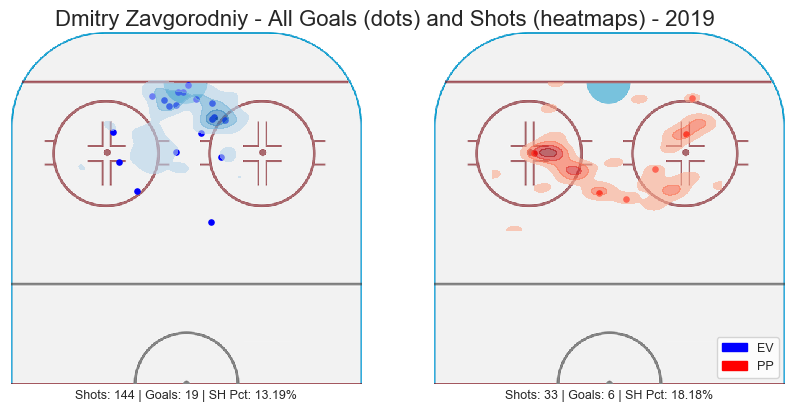 Dmitry Zavgorodniy - All Goals (dots) and Shots (heatmaps) - 2019
EV
PP
Shots: 144 | Goals: 19 | SH Pct: 13.19%
Shots: 33 | Goals: 6 | SH Pct: 18.18%